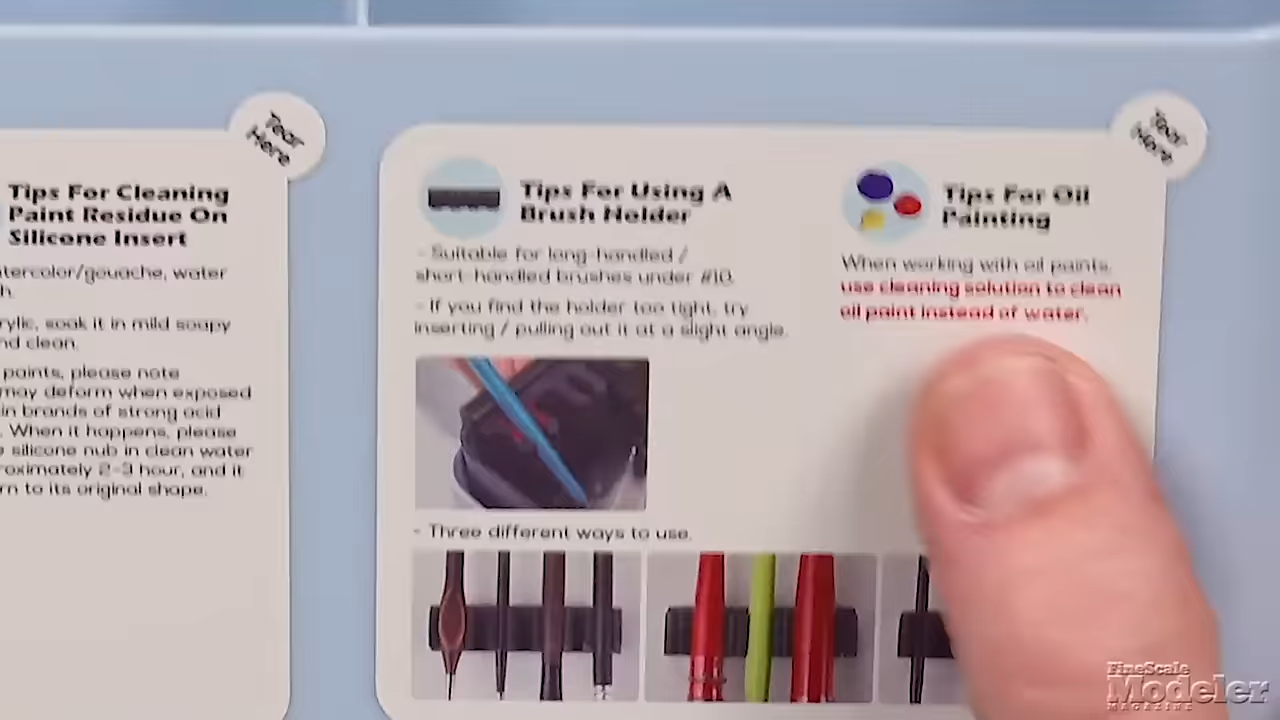 Tear
Here
Tips For Cleaning
Paint Residue On
Silicone Insert
tercolor/gouache, water
h.
rylic, soak it in mild soapy
nd clean.
paints, please note
may deform when exposed
in brands of strong acid
. When it happens, please
silicone nub in clean water
roximately 2-3 hour, and it
rn to its original shape.
Tips For Using A
Brush Holder
- Suitable for long-handled /
short-handled brushes under #10.
- If you find the holder too tight, try
inserting / pulling out it at a slight angle.
- Three different ways to use.
Tear
Here
Tips For Oil
Painting
When working with oil paints,
use cleaning solution to clean
oil paint instead of water.
FineScale
Modeler
MAGAZINE